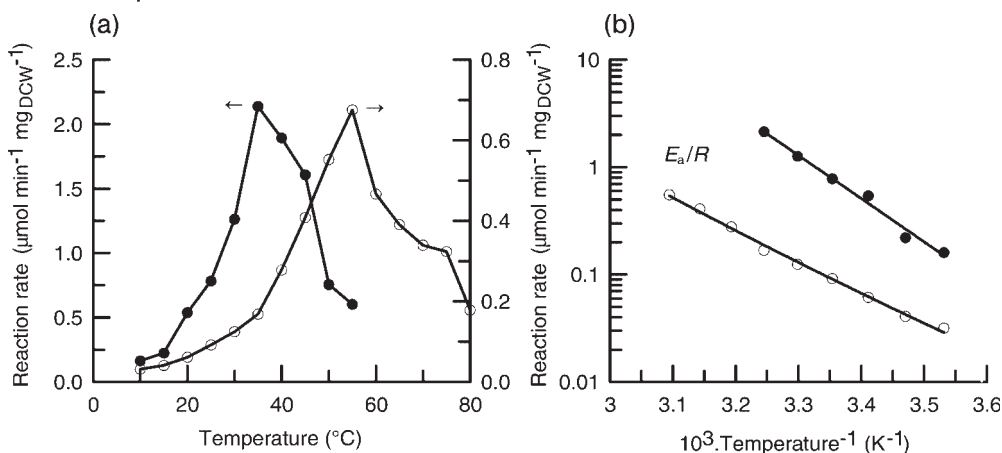 (a)
(b)
Reaction rate (µmol min⁻¹ mg_DCW⁻¹)
2.5
2.0
1.5
1.0
0.5
0.0
← →
0.8
0.6
0.4
0.2
0.0
0 20 40 60 80
Temperature (°C)
Reaction rate (µmol min⁻¹ mg_DCW⁻¹)
10
1
0.1
0.01
E_a/R
3 3.1 3.2 3.3 3.4 3.5 3.6
10³.Temperature⁻¹ (K⁻¹)